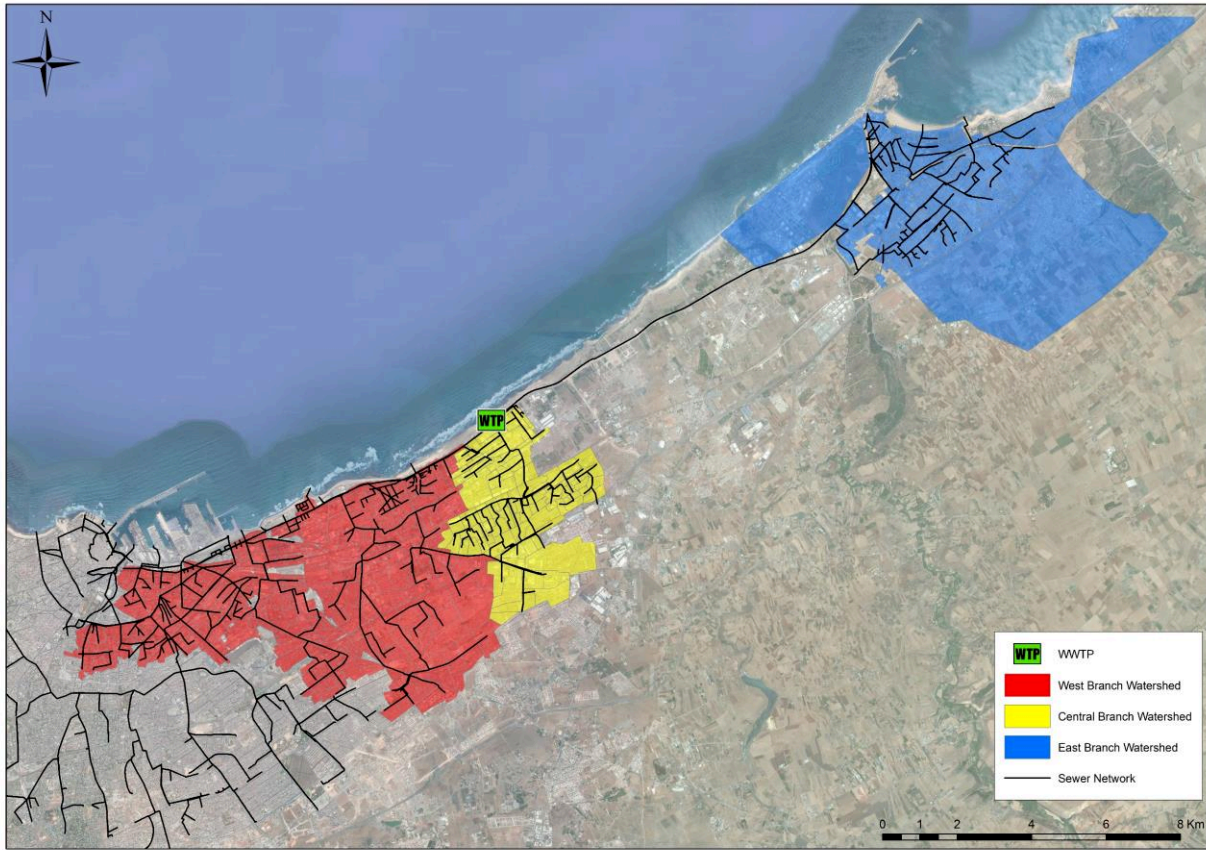 N
WTP
WTP WWTP
West Branch Watershed
Central Branch Watershed
East Branch Watershed
Sewer Network
0 1 2 4 6 8 Km